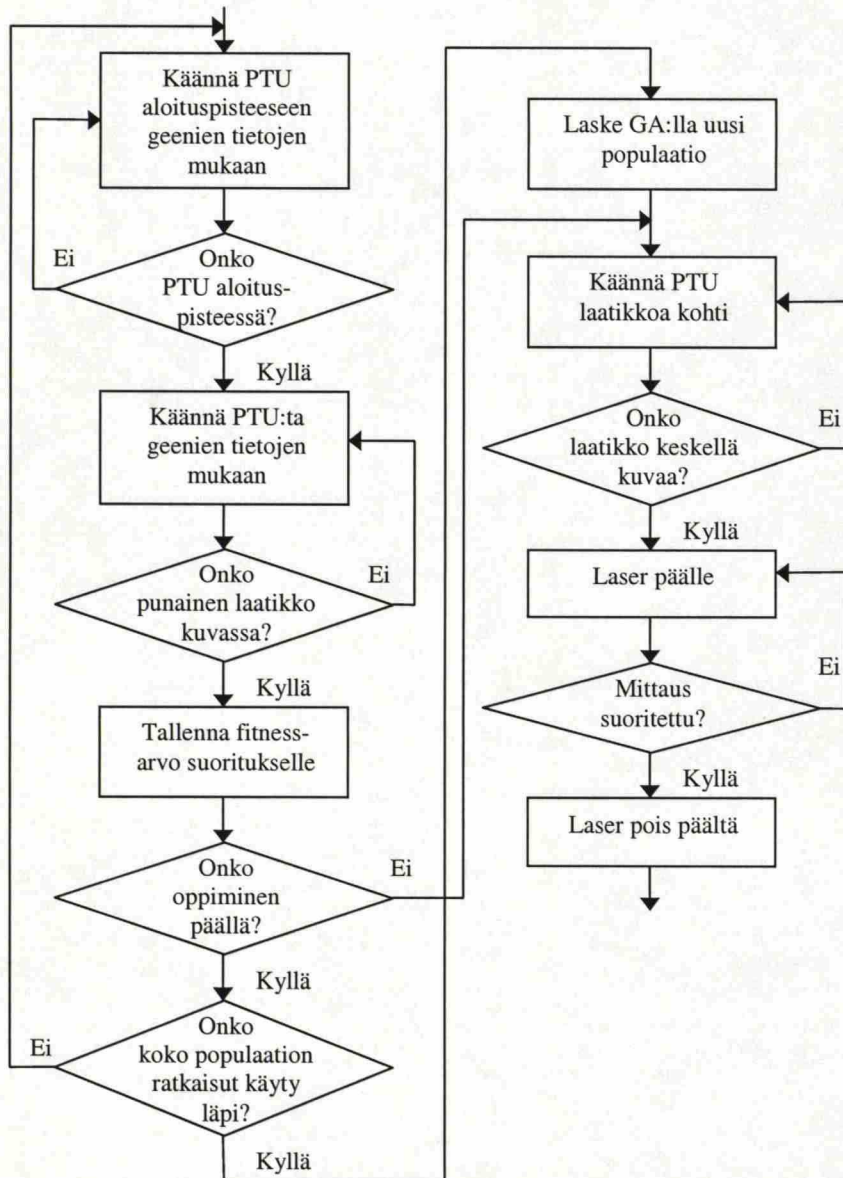 Käännä PTU
aloituspisteeseen
geenien tietojen
mukaan
Ei
Onko
PTU aloitus-
pisteessä?
Kyllä
Käännä PTU:ta
geenien tietojen
mukaan
Onko
punainen laatikko
kuvassa?
Ei
Kyllä
Tallenna fitness-
arvo suoritukselle
Onko
oppiminen
päällä?
Ei
Kyllä
Onko
koko populaation
ratkaisut käyty
läpi?
Ei
Kyllä
Laske GA:lla uusi
populaatio
Käännä PTU
laatikkoa kohti
Onko
laatikko keskellä
kuvaa?
Ei
Kyllä
Laser päälle
Mittaus
suoritettu?
Ei
Kyllä
Laser pois päältä